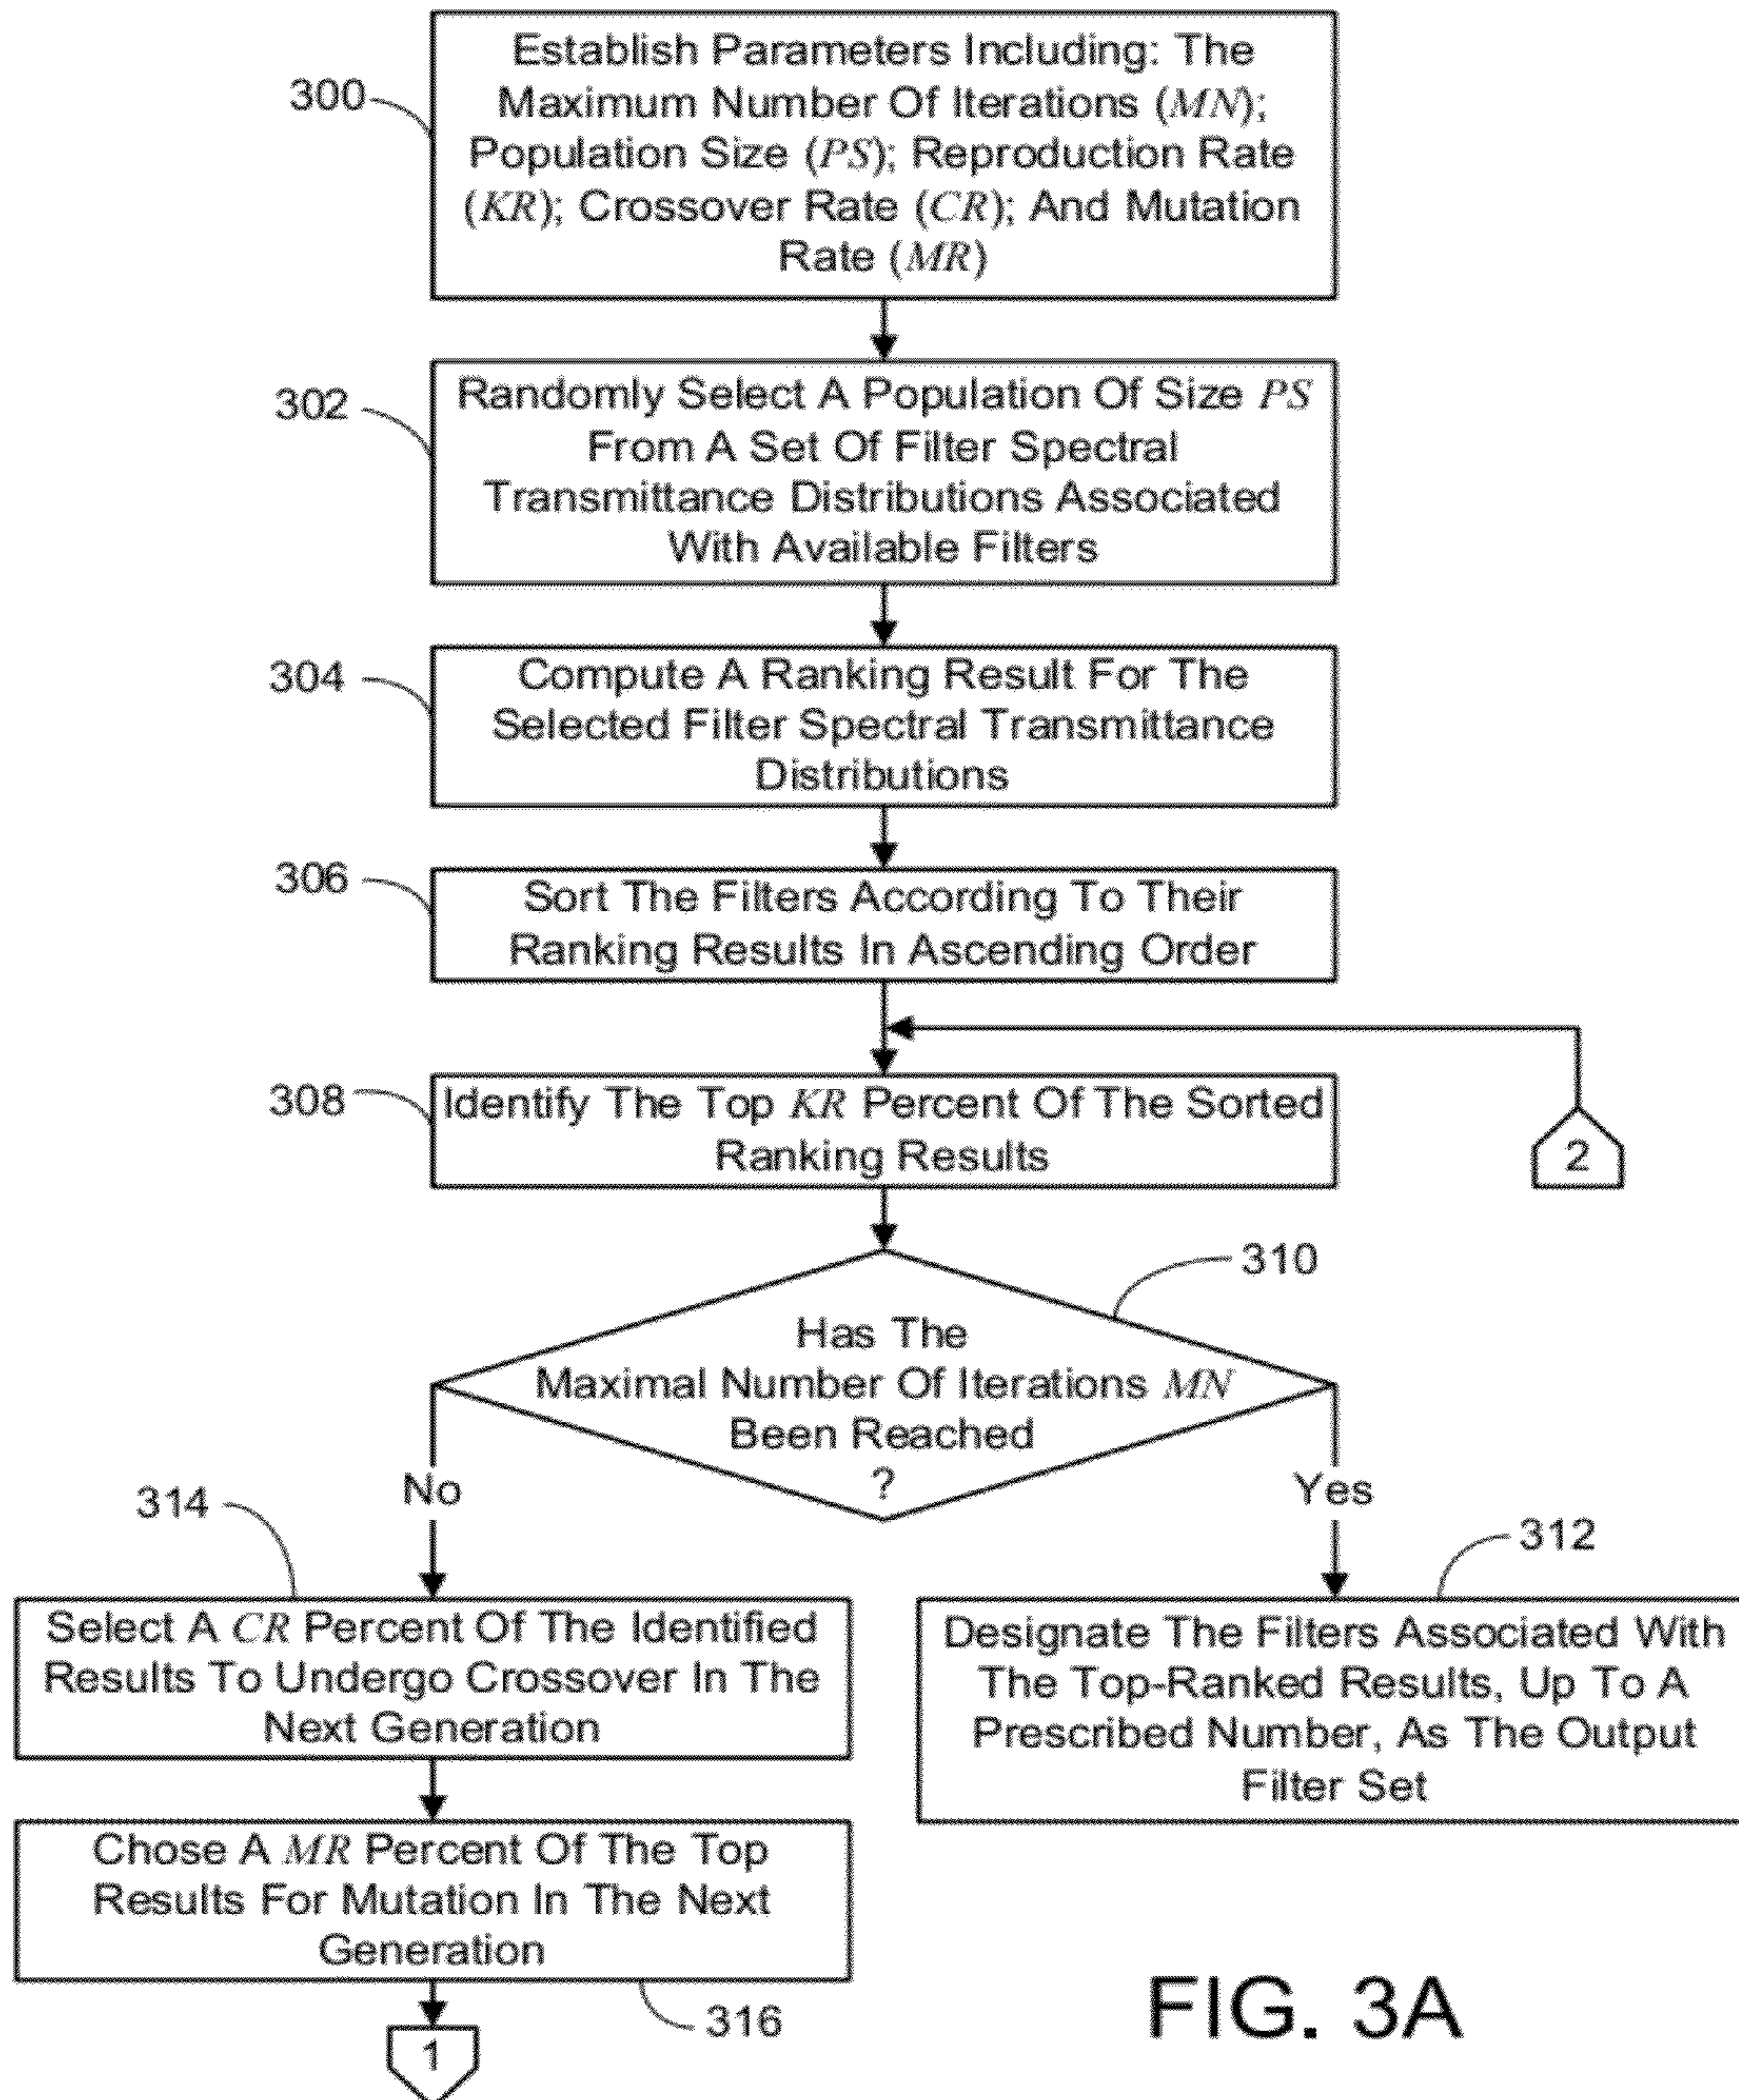 300
Establish Parameters Including: The
Maximum Number Of Iterations (MN);
Population Size (PS); Reproduction Rate
(KR); Crossover Rate (CR); And Mutation
Rate (MR)
302
Randomly Select A Population Of Size PS
From A Set Of Filter Spectral
Transmittance Distributions Associated
With Available Filters
304
Compute A Ranking Result For The
Selected Filter Spectral Transmittance
Distributions
306
Sort The Filters According To Their
Ranking Results In Ascending Order
308
Identify The Top KR Percent Of The Sorted
Ranking Results
2
310
Has The
Maximal Number Of Iterations MN
Been Reached
?
No
Yes
314
Select A CR Percent Of The Identified
Results To Undergo Crossover In The
Next Generation
312
Designate The Filters Associated With
The Top-Ranked Results, Up To A
Prescribed Number, As The Output
Filter Set
Chose A MR Percent Of The Top
Results For Mutation In The Next
Generation
316
1
FIG. 3A